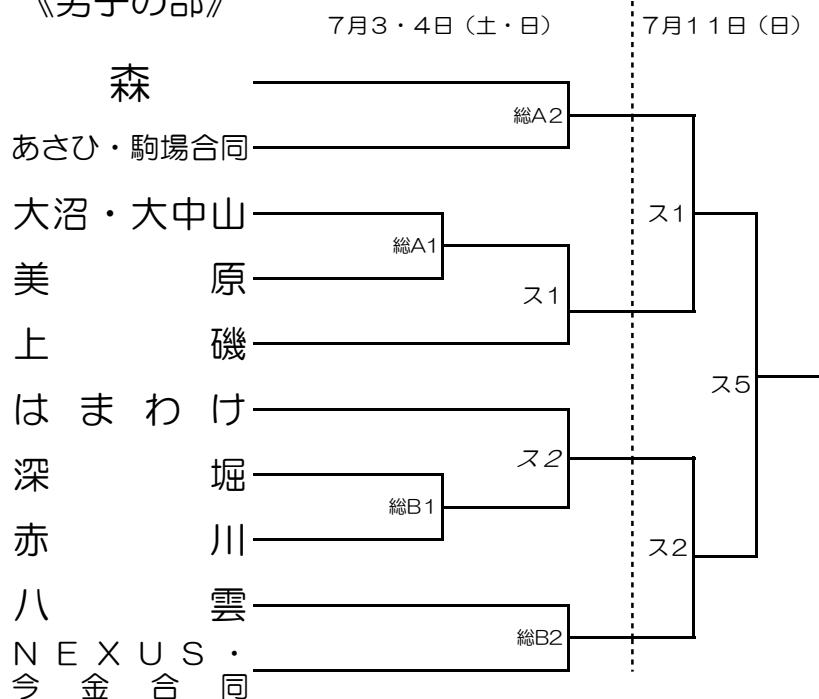 《男子の部》
7月3・4日（土・日）
7月11日（日）
森
総A2
あさひ・駒場合同
大沼・大中山
ス1
総A1
美原
ス1
上磯
ス5
はまわけ
ス2
深堀
総B1
赤川
ス2
八雲
総B2
NEXUS・
今金合同